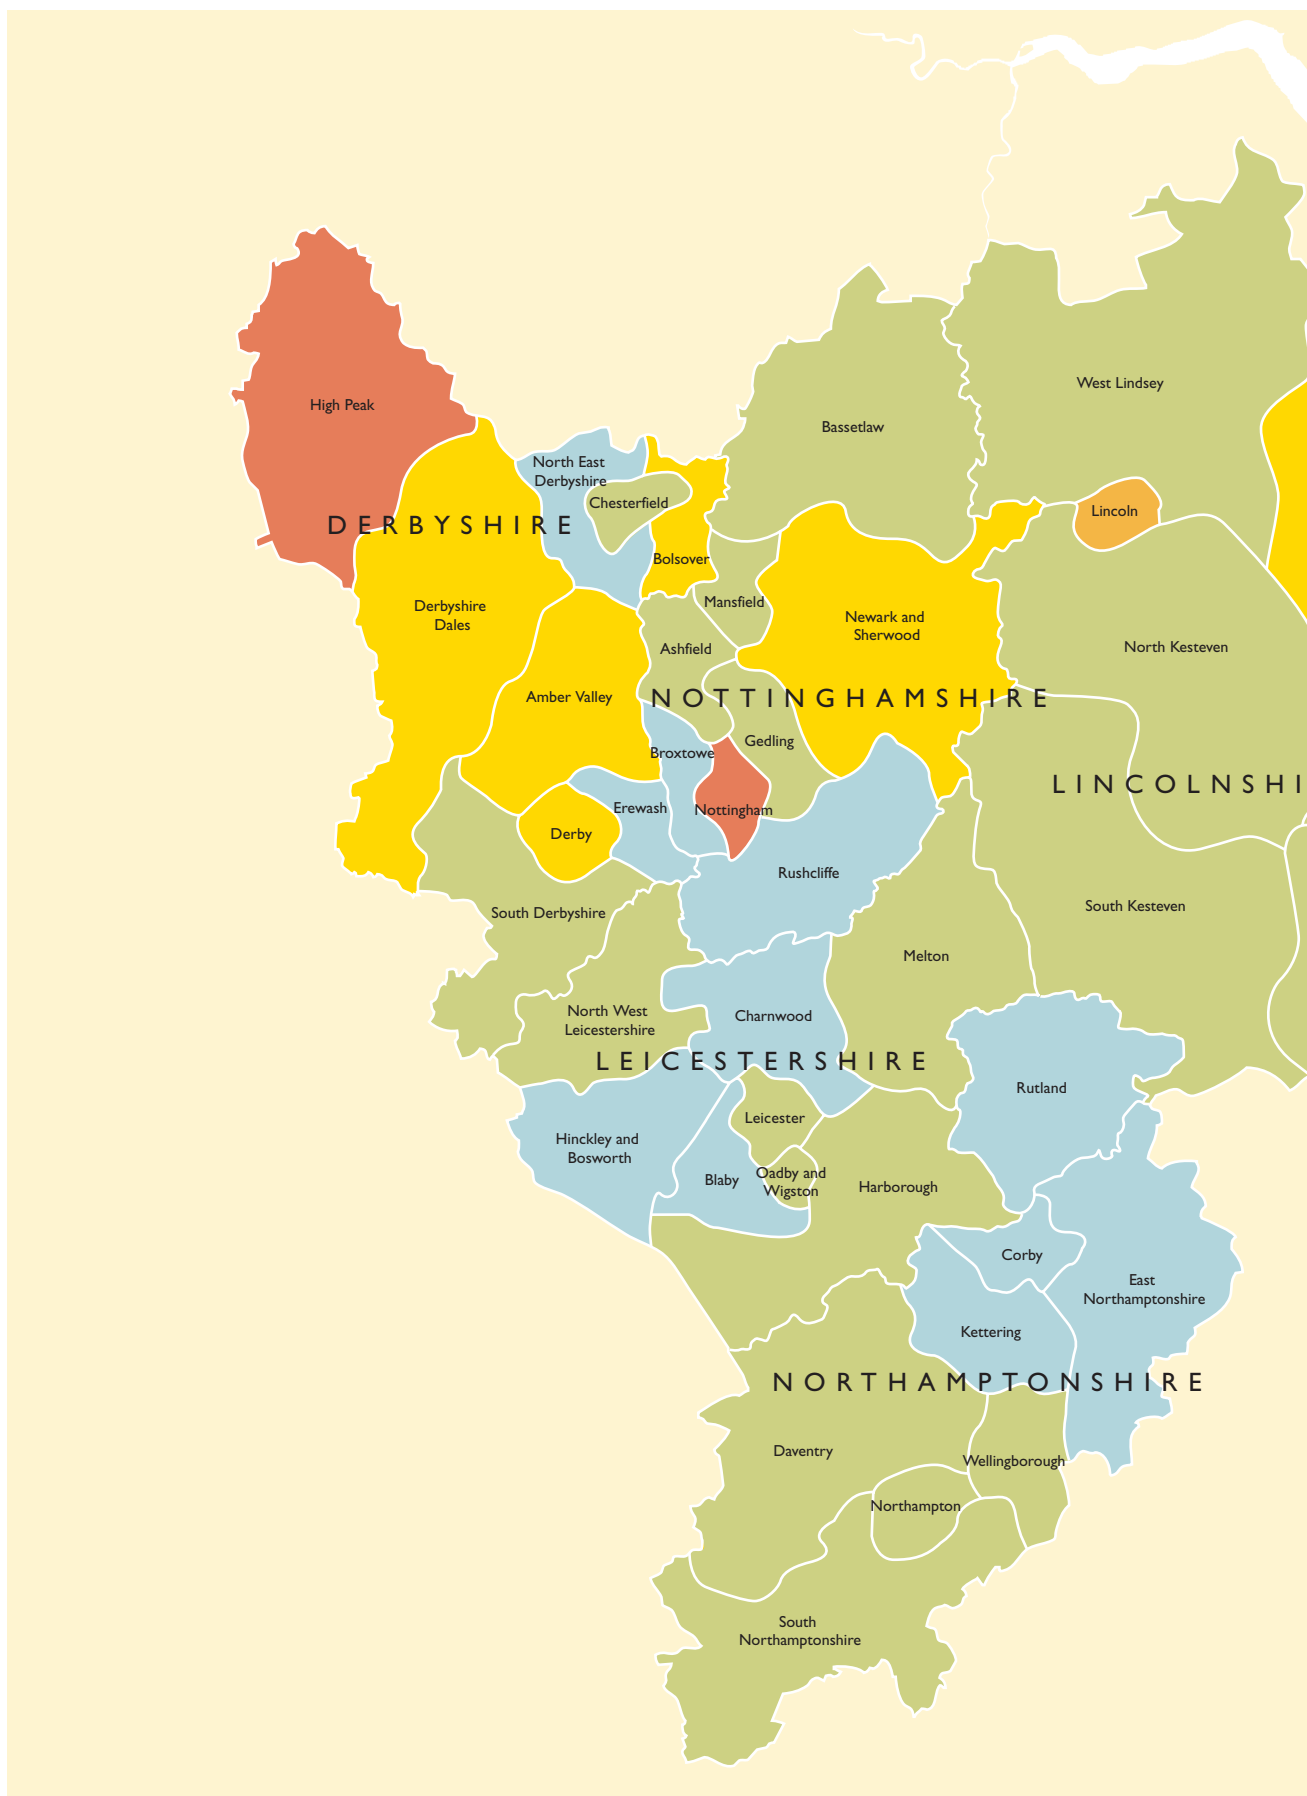 West Lindsey
High Peak
Bassetlaw
North East
Derbyshire
Chesterfield
Lincoln
DERBYSHIRE
Bolsover
Mansfield
Derbyshire
Dales
Newark and
Sherwood
Ashfield
North Kesteven
Amber Valley
NOTTINGHAMSHIRE
Gedling
Broxtowe
LINCOLNSHI
Erewash
Nottingham
Derby
Rushcliffe
South Kesteven
South Derbyshire
Melton
North West
Leicestershire
Charnwood
LEICESTERSHIRE
Rutland
Leicester
Hinckley and
Bosworth
Blaby
Oadby and
Wigston
Harborough
Corby
East
Northamptonshire
Kettering
NORTHAMPTONSHIRE
Daventry
Wellingborough
Northampton
South
Northamptonshire